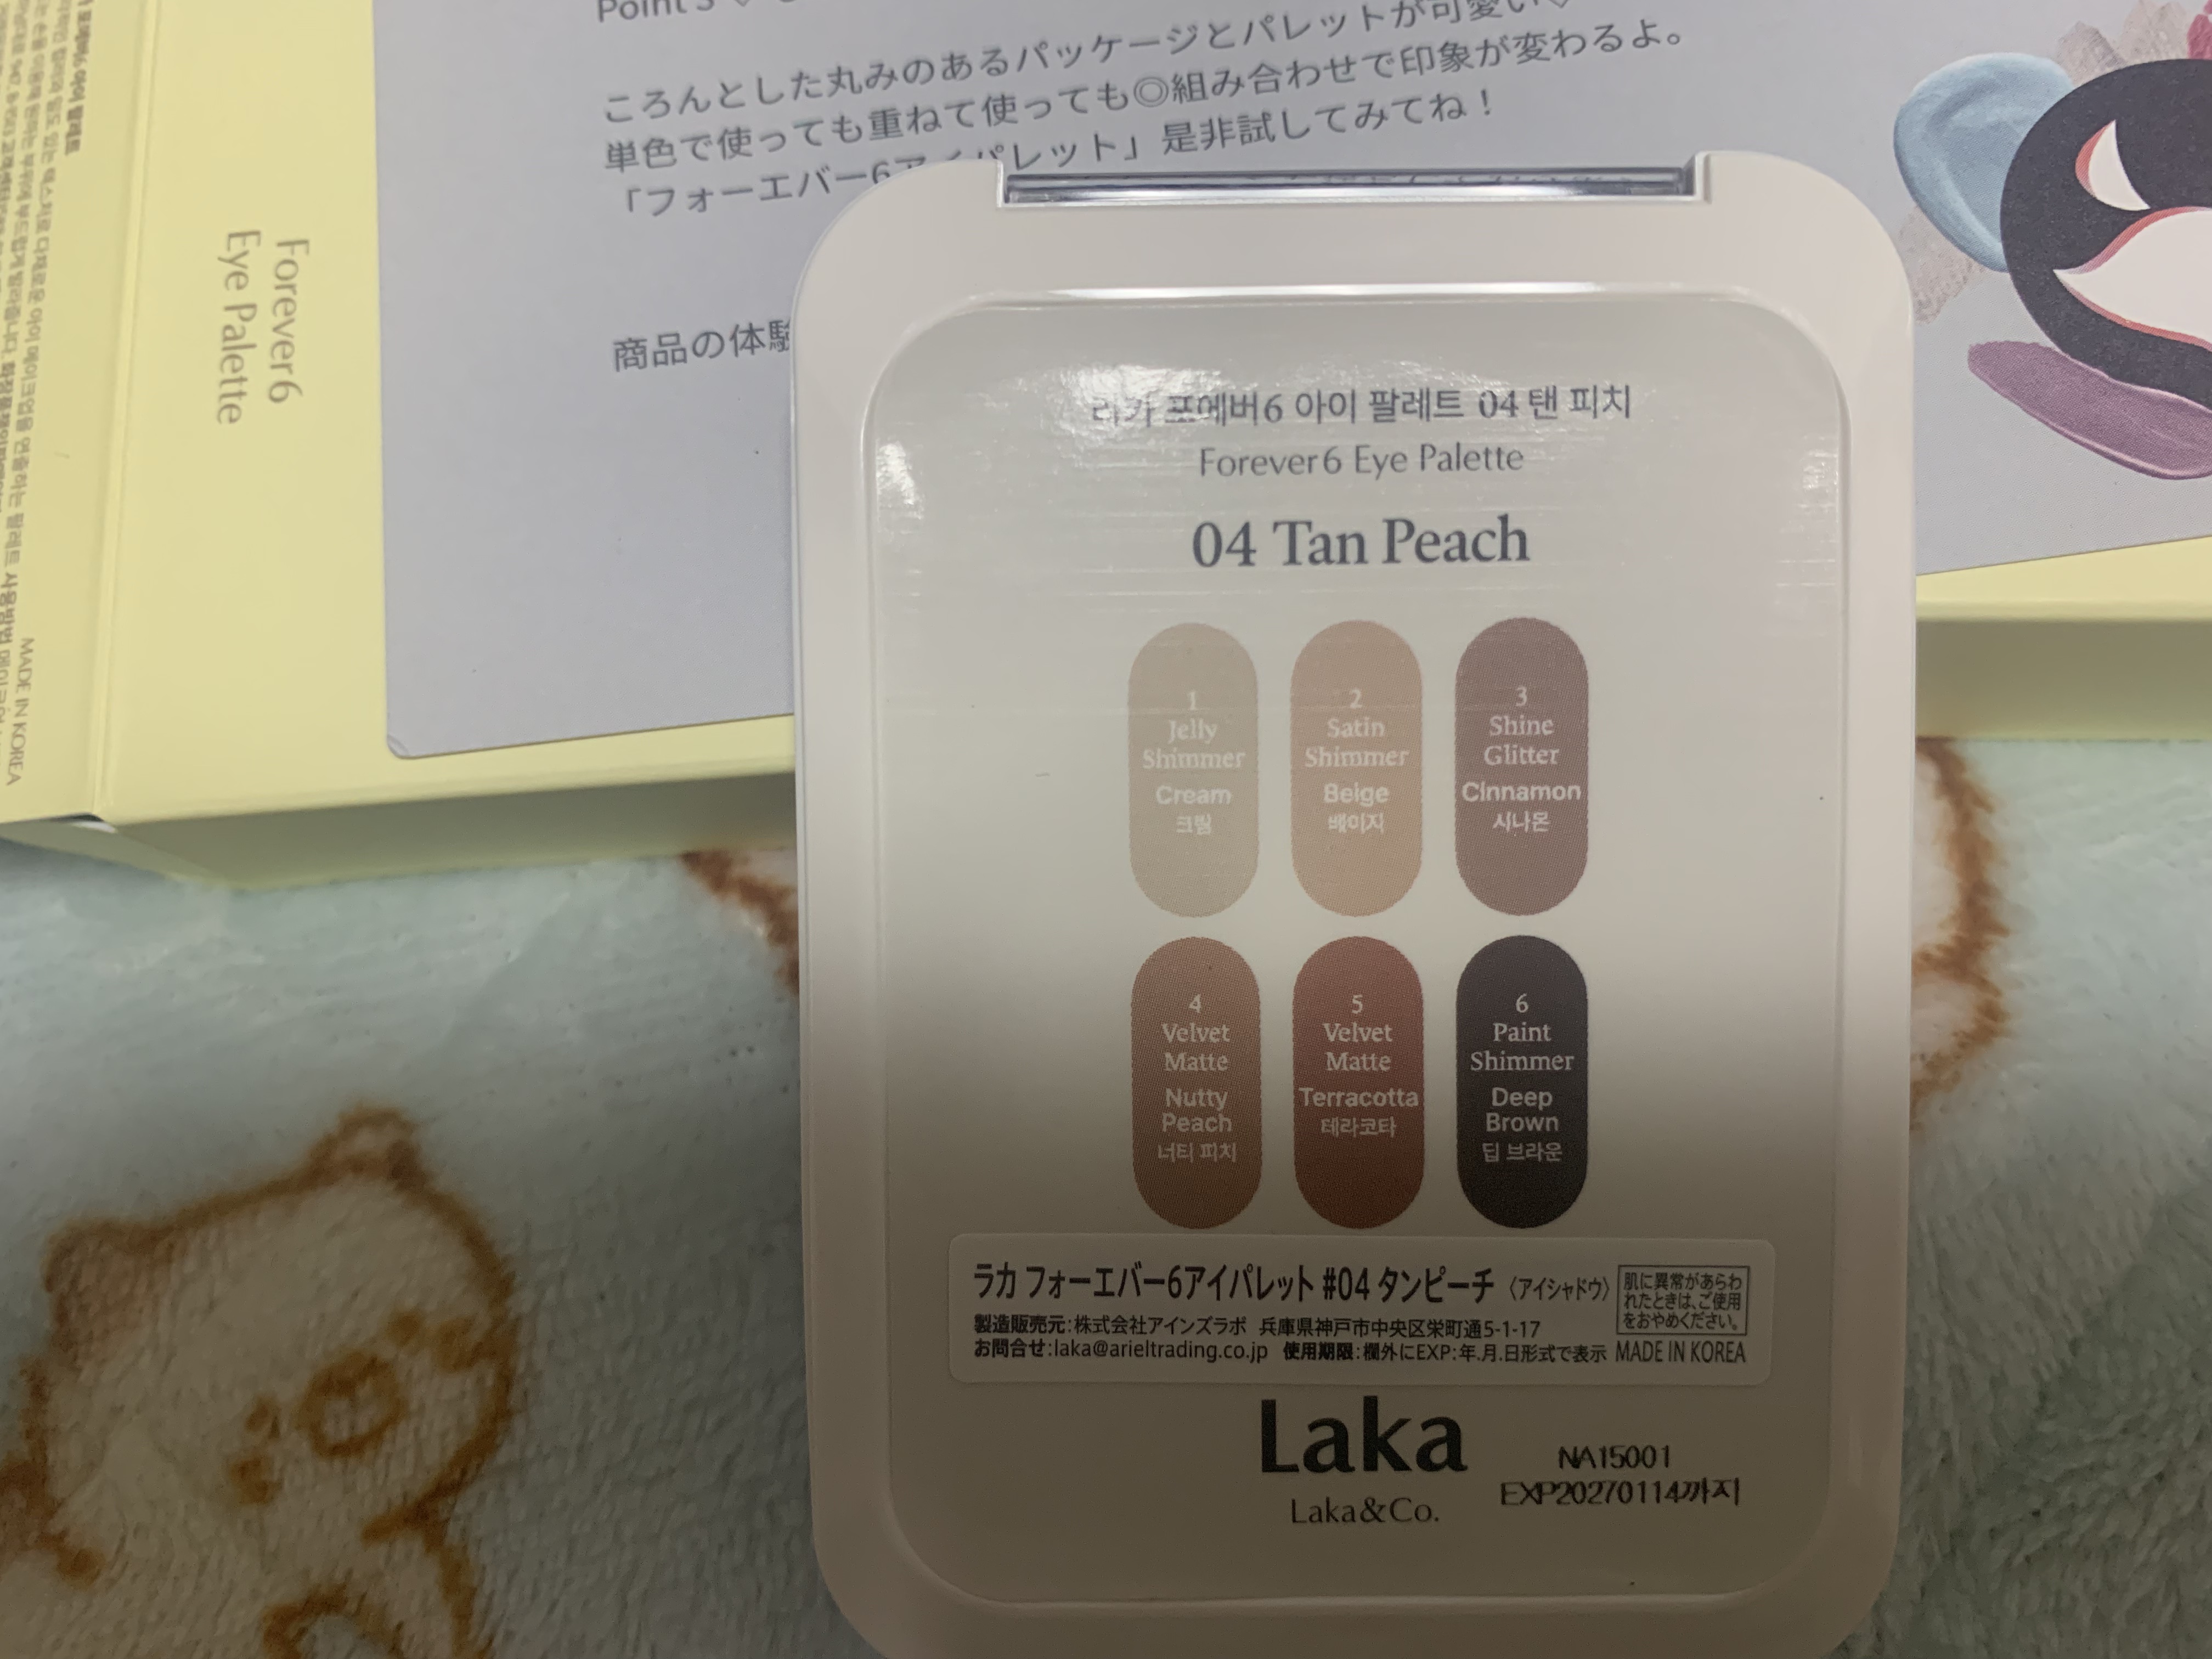 Point 3
ころんとした丸みのあるパッケージとパレットが可愛い♡
単色で使っても重ねて使っても◎組み合わせで印象が変わるよ。
「フォーエバー6アイパレット」是非試してみてね！
商品の体験
Forever6
Eye Palette
MADE IN KOREA
라카 포에버6 아이 팔레트 04 탠 피치
Forever6 Eye Palette
04 Tan Peach
1
Jelly
Shimmer
Cream
크림
2
Satin
Shimmer
Beige
베이지
3
Shine
Glitter
Cinnamon
시나몬
4
Velvet
Matte
Nutty
Peach
너티 피치
5
Velvet
Matte
Terracotta
테라코타
6
Paint
Shimmer
Deep
Brown
딥 브라운
ラカ フォーエバー6アイパレット #04 タンピーチ 〈アイシャドウ〉
製造販売元:株式会社アインズラボ 兵庫県神戸市中央区栄町通5-1-17
お問合せ:laka@arieltrading.co.jp 使用期限:欄外にEXP:年.月.日形式で表示
肌に異常があらわ
れたときは、ご使用
をおやめください。
MADE IN KOREA
Laka
Laka&Co.
NA15001
EXP20270114까지